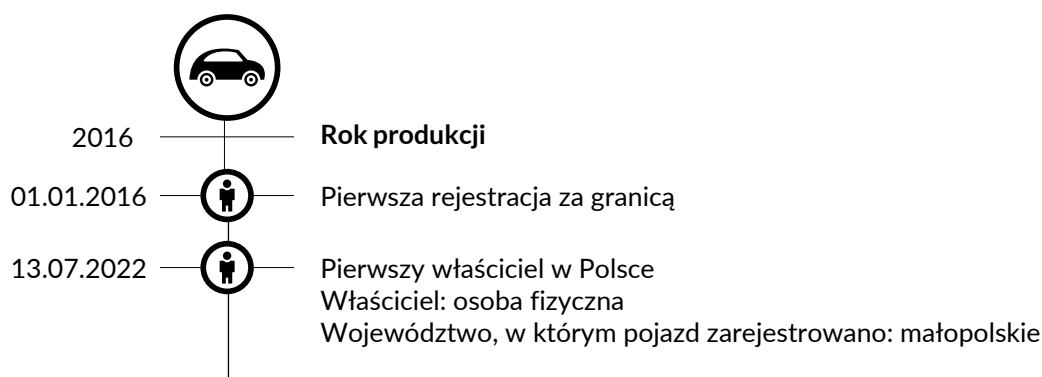 2016 Rok produkcji
01.01.2016 Pierwsza rejestracja za granicą
13.07.2022 Pierwszy właściciel w Polsce
Właściciel: osoba fizyczna
Województwo, w którym pojazd zarejestrowano: małopolskie